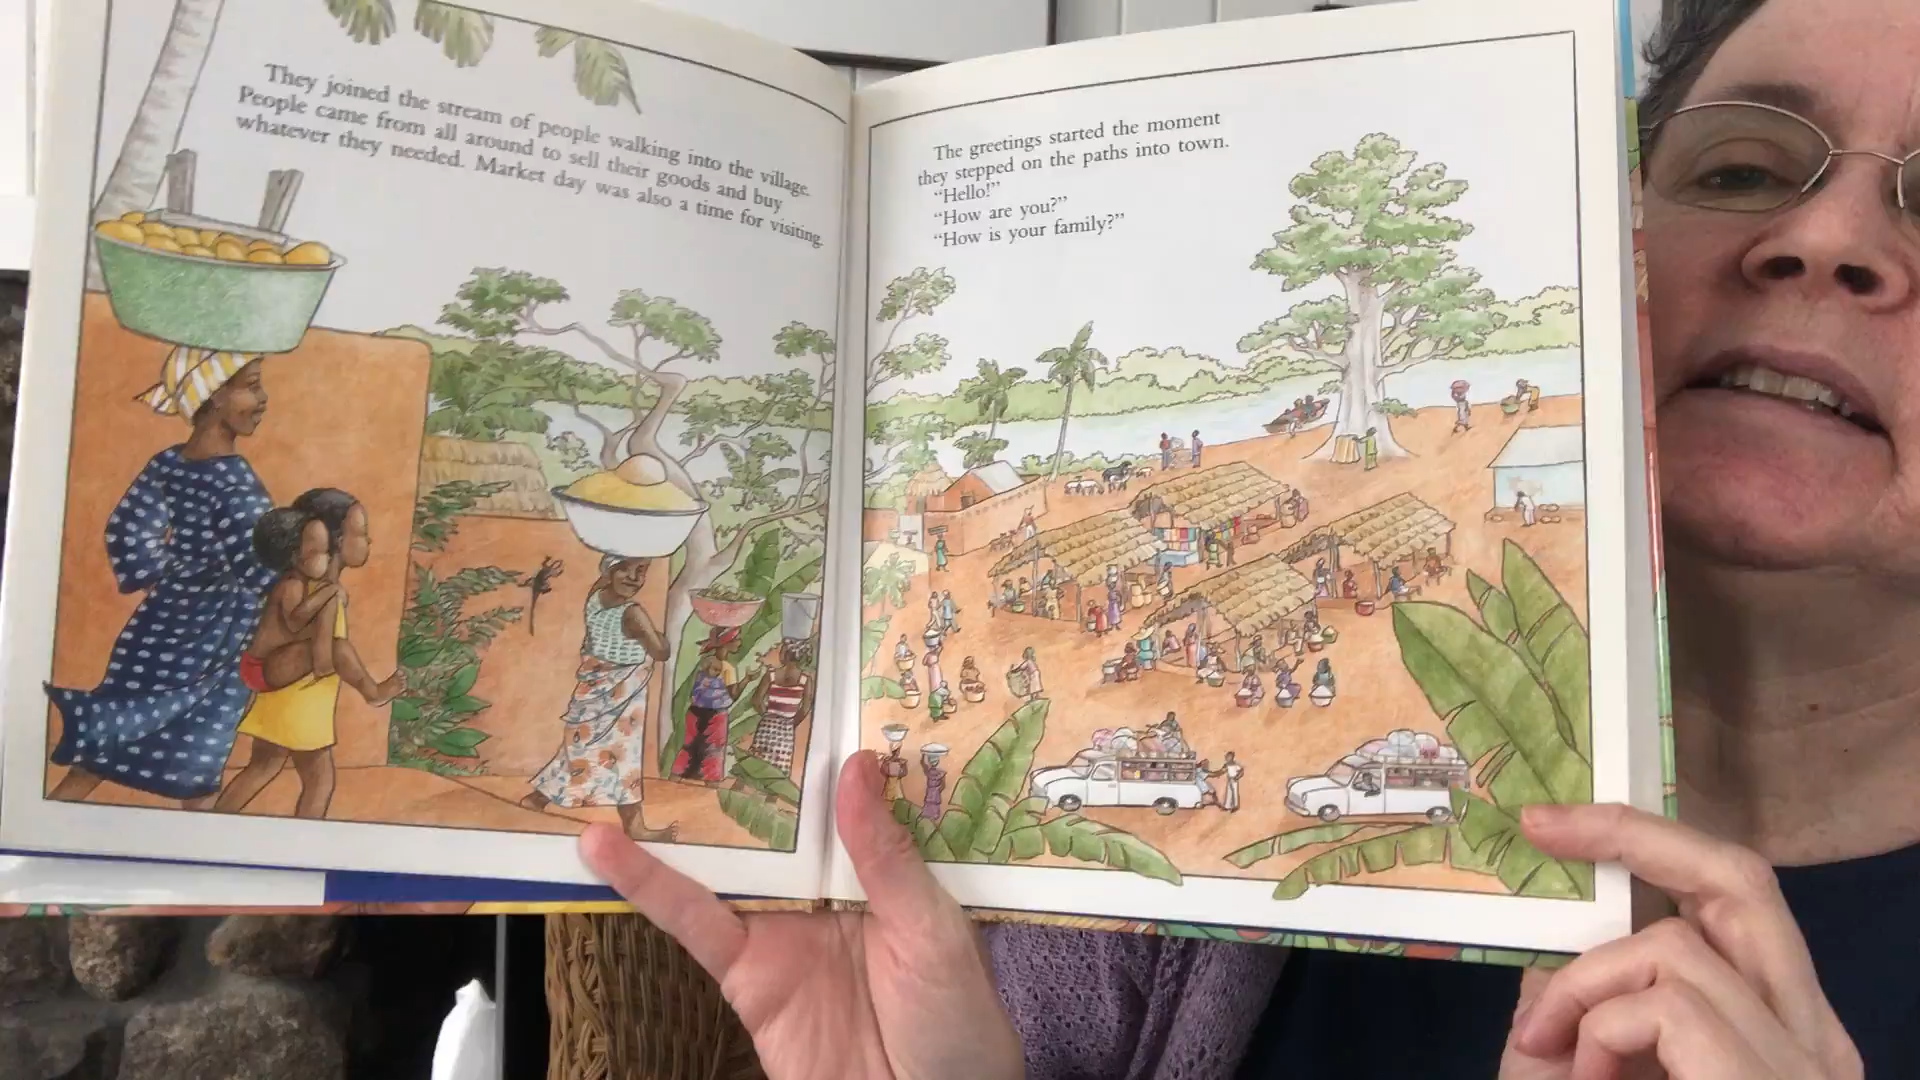 They joined the stream of people walking into the village.
People came from all around to sell their goods and buy
whatever they needed. Market day was also a time for visiting.
The greetings started the moment
they stepped on the paths into town.
“Hello!”
“How are you?”
“How is your family?”